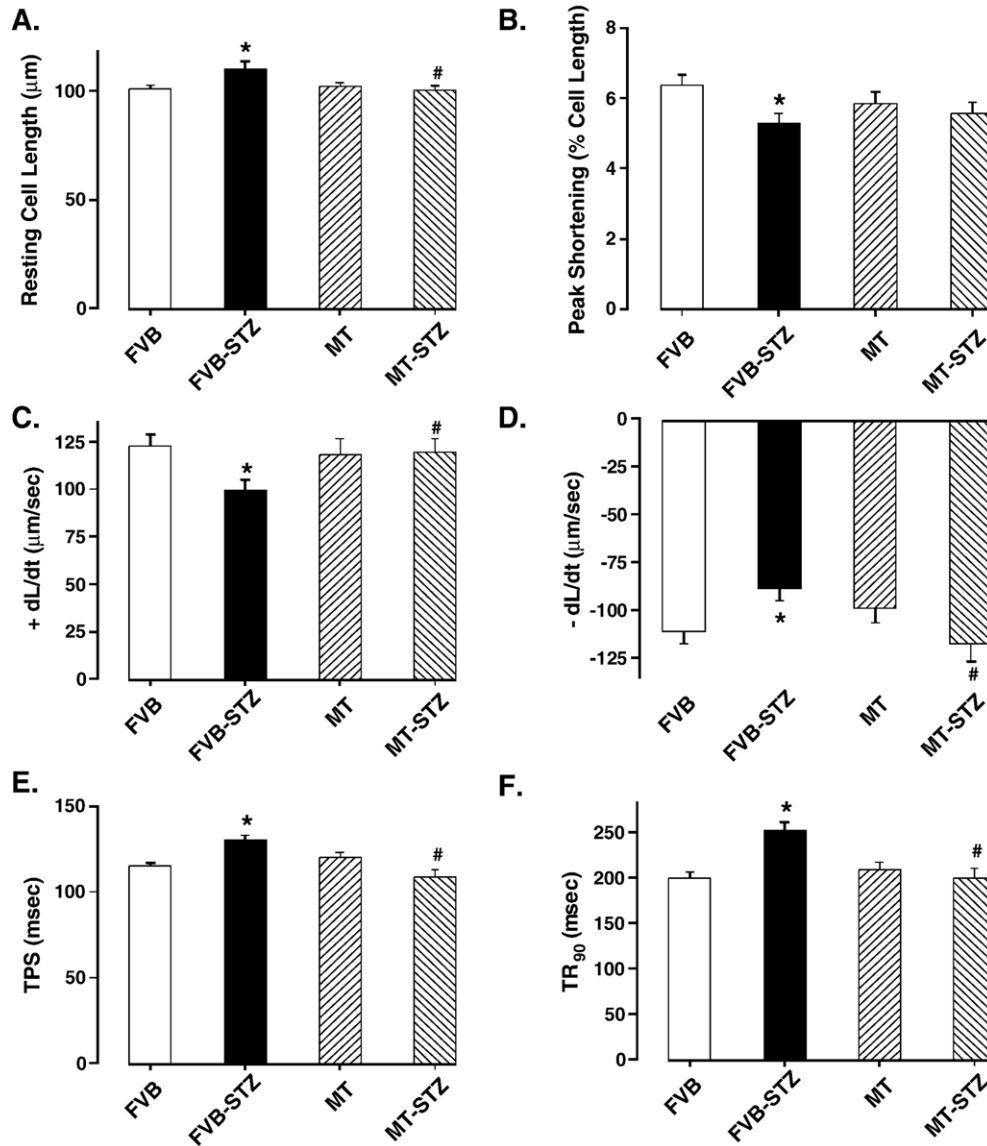 A.
Resting Cell Length (μm)
100
50
0
*
#
FVB
FVB-STZ
MT
MT-STZ
B.
Peak Shortening (% Cell Length)
8
6
4
2
0
*
FVB
FVB-STZ
MT
MT-STZ
C.
+ dL/dt (μm/sec)
125
100
75
50
25
0
*
#
FVB
FVB-STZ
MT
MT-STZ
D.
- dL/dt (μm/sec)
0
-25
-50
-75
-100
-125
*
#
FVB
FVB-STZ
MT
MT-STZ
E.
TPS (msec)
150
100
50
0
*
#
FVB
FVB-STZ
MT
MT-STZ
F.
TR90 (msec)
250
200
150
100
50
0
*
#
FVB
FVB-STZ
MT
MT-STZ